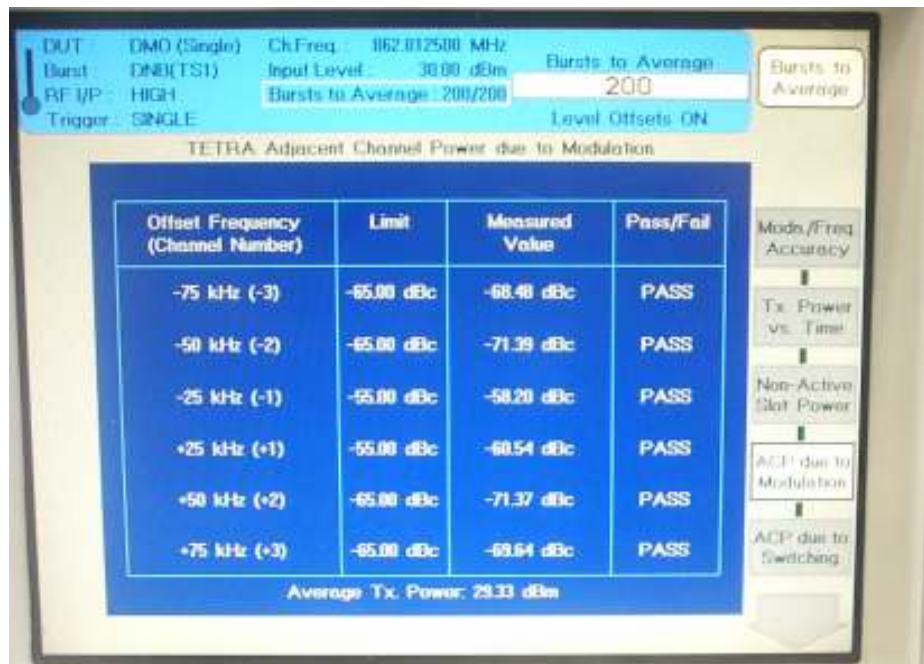 DUT : DMO (Single) Ch.Freq. : 862.012500 MHz
Burst : DNB(TS1) Input Level : 30.00 dBm Bursts to Average
RF I/P : HIGH Bursts to Average : 200/200 200
Trigger : SINGLE Level Offsets ON
Bursts to
Average
TETRA Adjacent Channel Power due to Modulation
Offset Frequency Limit Measured Pass/Fail
(Channel Number) Value
-75 kHz (-3) -65.00 dBc -68.48 dBc PASS
-50 kHz (-2) -65.00 dBc -71.39 dBc PASS
-25 kHz (-1) -55.00 dBc -58.20 dBc PASS
+25 kHz (+1) -55.00 dBc -60.54 dBc PASS
+50 kHz (+2) -65.00 dBc -71.37 dBc PASS
+75 kHz (+3) -65.00 dBc -69.64 dBc PASS
Average Tx. Power: 29.33 dBm
Modn./Freq.
Accuracy
Tx. Power
vs. Time
Non-Active
Slot Power
ACP due to
Modulation
ACP due to
Switching